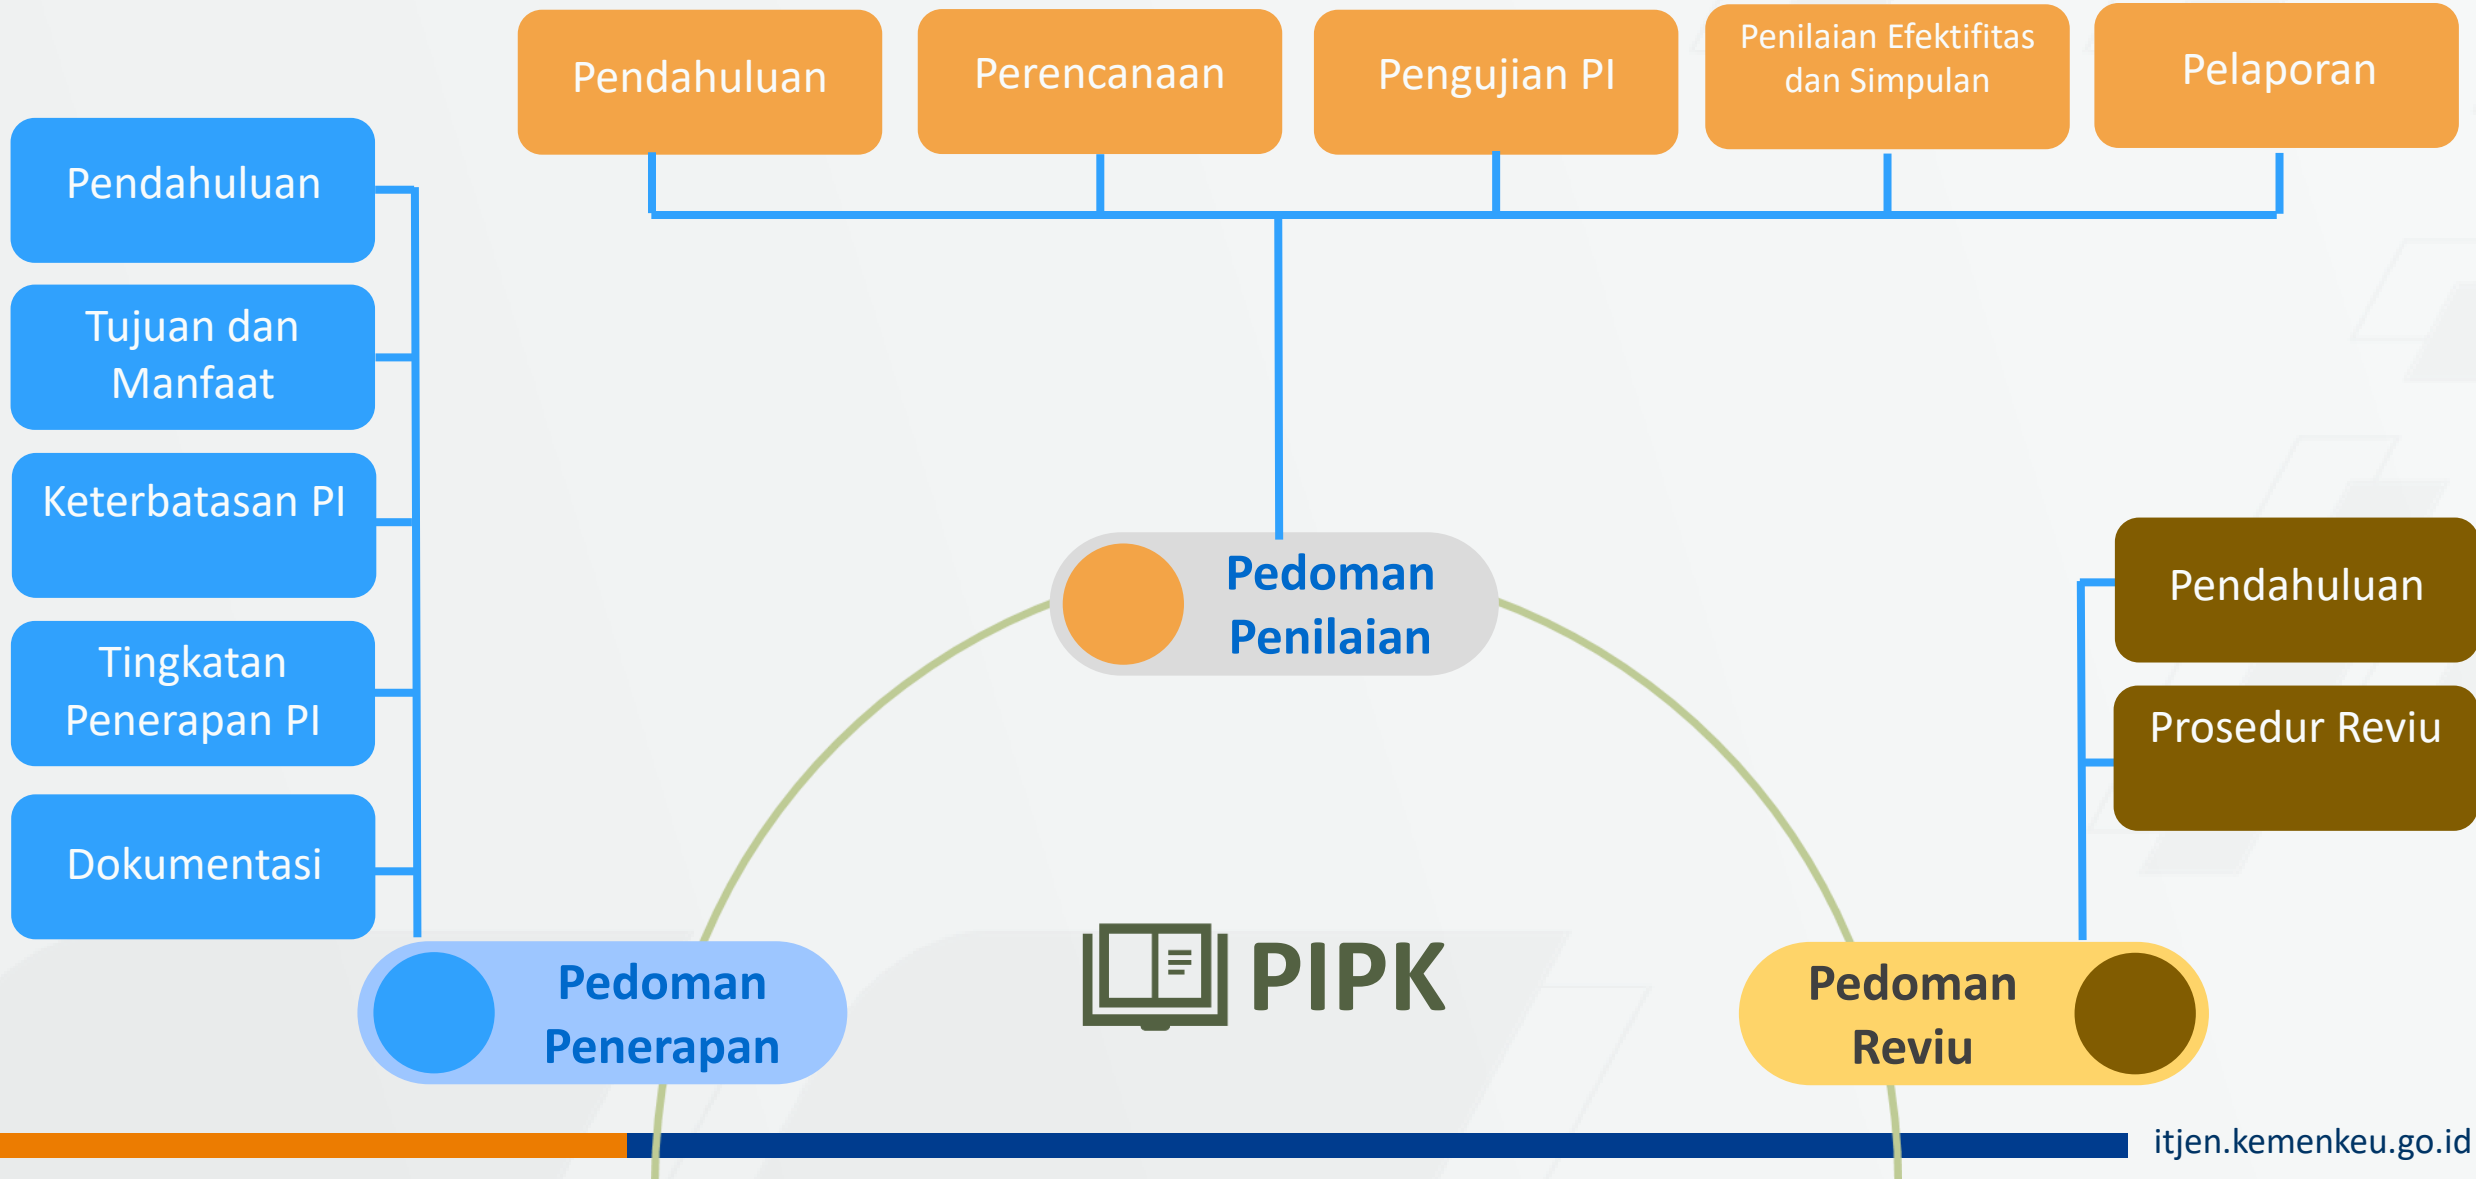 Pendahuluan
Perencanaan
Pengujian PI
Penilaian Efektifitas
dan Simpulan
Pelaporan
Pendahuluan
Tujuan dan
Manfaat
Keterbatasan PI
Tingkatan
Penerapan PI
Dokumentasi
Pedoman
Penilaian
Pendahuluan
Prosedur Reviu
Pedoman
Penerapan
PIPK
Pedoman
Reviu
itjen.kemenkeu.go.id